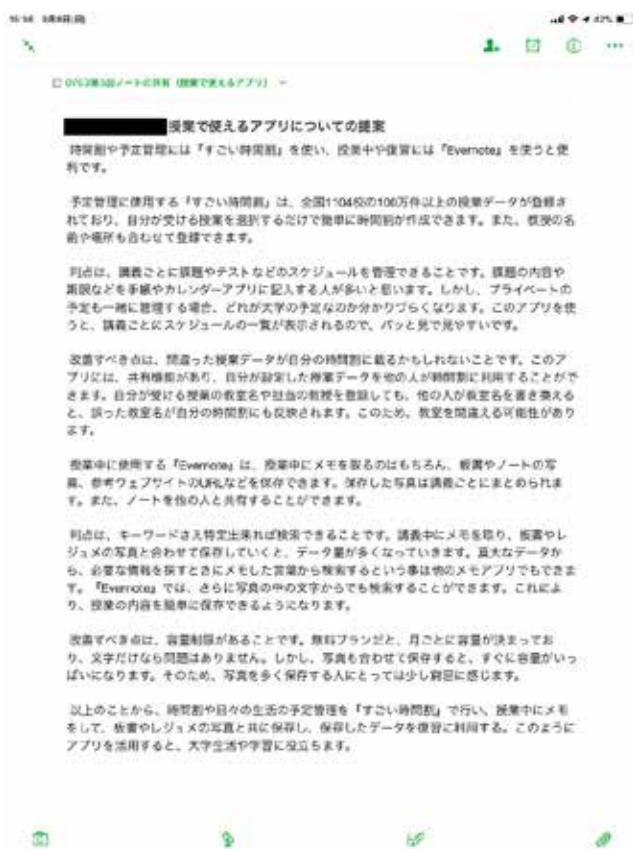 42%
授業で使えるアプリについての提案
時間割や予定管理には『すごい時間割』を使い、授業中や復習には『Evernote』を使うと便
利です。
予定管理に使用する『すごい時間割』は、全国1104校の100万件以上の授業データが登録さ
れており、自分が受ける授業を選択するだけで簡単に時間割が作成できます。また、教授の名
前や場所も合わせて登録できます。
利点は、講義ごとに課題やテストなどのスケジュールを管理できることです。課題の内容や
期限などを手帳やカレンダーアプリに記入する人が多いと思います。しかし、プライベートの
予定も一緒に管理する場合、どれが大学の予定なのか分かりづらくなります。このアプリを使
うと、講義ごとにスケジュールの一覧が表示されるので、パッと見で見やすいです。
改善すべき点は、間違った授業データが自分の時間割に載るかもしれないことです。このア
プリには、共有機能があり、自分が設定した授業データを他の人が時間割に利用することがで
きます。自分が受ける授業の教室名や担当の教授を登録しても、他の人が教室名を書き換える
と、誤った教室名が自分の時間割にも反映されます。このため、教室を間違える可能性があり
ます。
授業中に使用する『Evernote』は、授業中にメモを取るのはもちろん、板書やノートの写
真、参考ウェブサイトのURLなどを保存できます。保存した写真は講義ごとにまとめられま
す。また、ノートを他の人と共有することができます。
利点は、キーワードさえ特定出来れば検索できることです。講義中にメモを取り、板書やレ
ジュメの写真と合わせて保存していくと、データ量が多くなっていきます。莫大なデータか
ら、必要な情報を探すときにメモした言葉から検索するという事は他のメモアプリでもできま
す。『Evernote』では、さらに写真の中の文字からでも検索することができます。これによ
り、授業の内容を簡単に保存できるようになります。
改善すべき点は、容量制限があることです。無料プランだと、月ごとに容量が決まってお
り、文字だけなら問題はありません。しかし、写真も合わせて保存すると、すぐに容量がいっ
ぱいになります。そのため、写真を多く保存する人にとっては少し窮屈に感じます。
以上のことから、時間割や日々の生活の予定管理を『すごい時間割』で行い、授業中にメモ
をして、板書やレジュメの写真と共に保存し、保存したデータを復習に利用する。このように
アプリを活用すると、大学生活や学習に役立ちます。